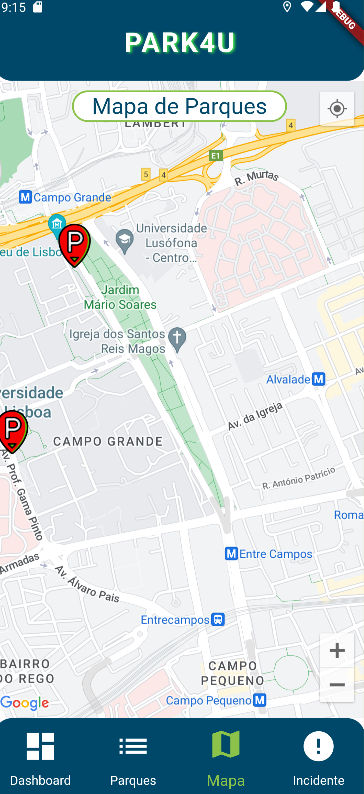 9:15
DEBUG
PARK4U
Mapa de Parques
LAMBERT
4
E1
5
4
R. Murtas
M Campo Grande
eu de Lisbo
P
Universidade
Lusófona
- Centro...
Jardim
Mário Soares
Igreja dos Santos
Reis Magos
Alvalade M
versidade
Lisboa
P
Av. da Igreja
CAMPO GRANDE
Av. Prof. Gama Pinto
R. António Patrício
Roma
Armadas
M Entre Campos
Av. Álvaro Pais
Entrecampos
BAIRRO
DO REGO
CAMPO
PEQUENO
+
−
Google
Campo Pequeno M
Dashboard
Parques
Mapa
Incidente